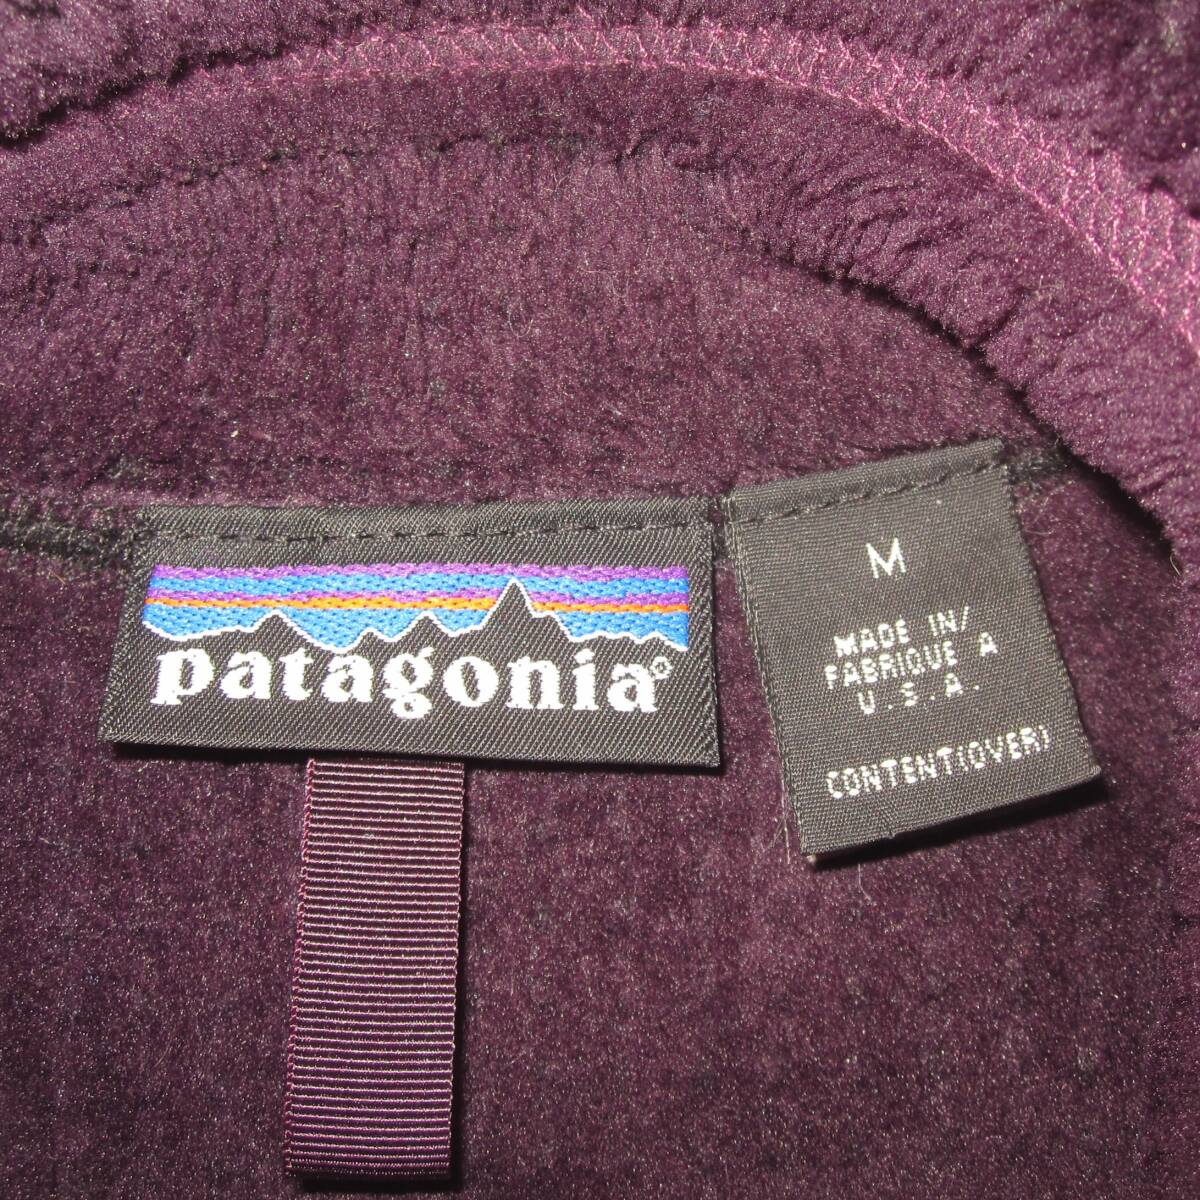 patagonia®
M
MADE IN/
FABRIQUE A
U.S.A.
CONTENT(OVER)